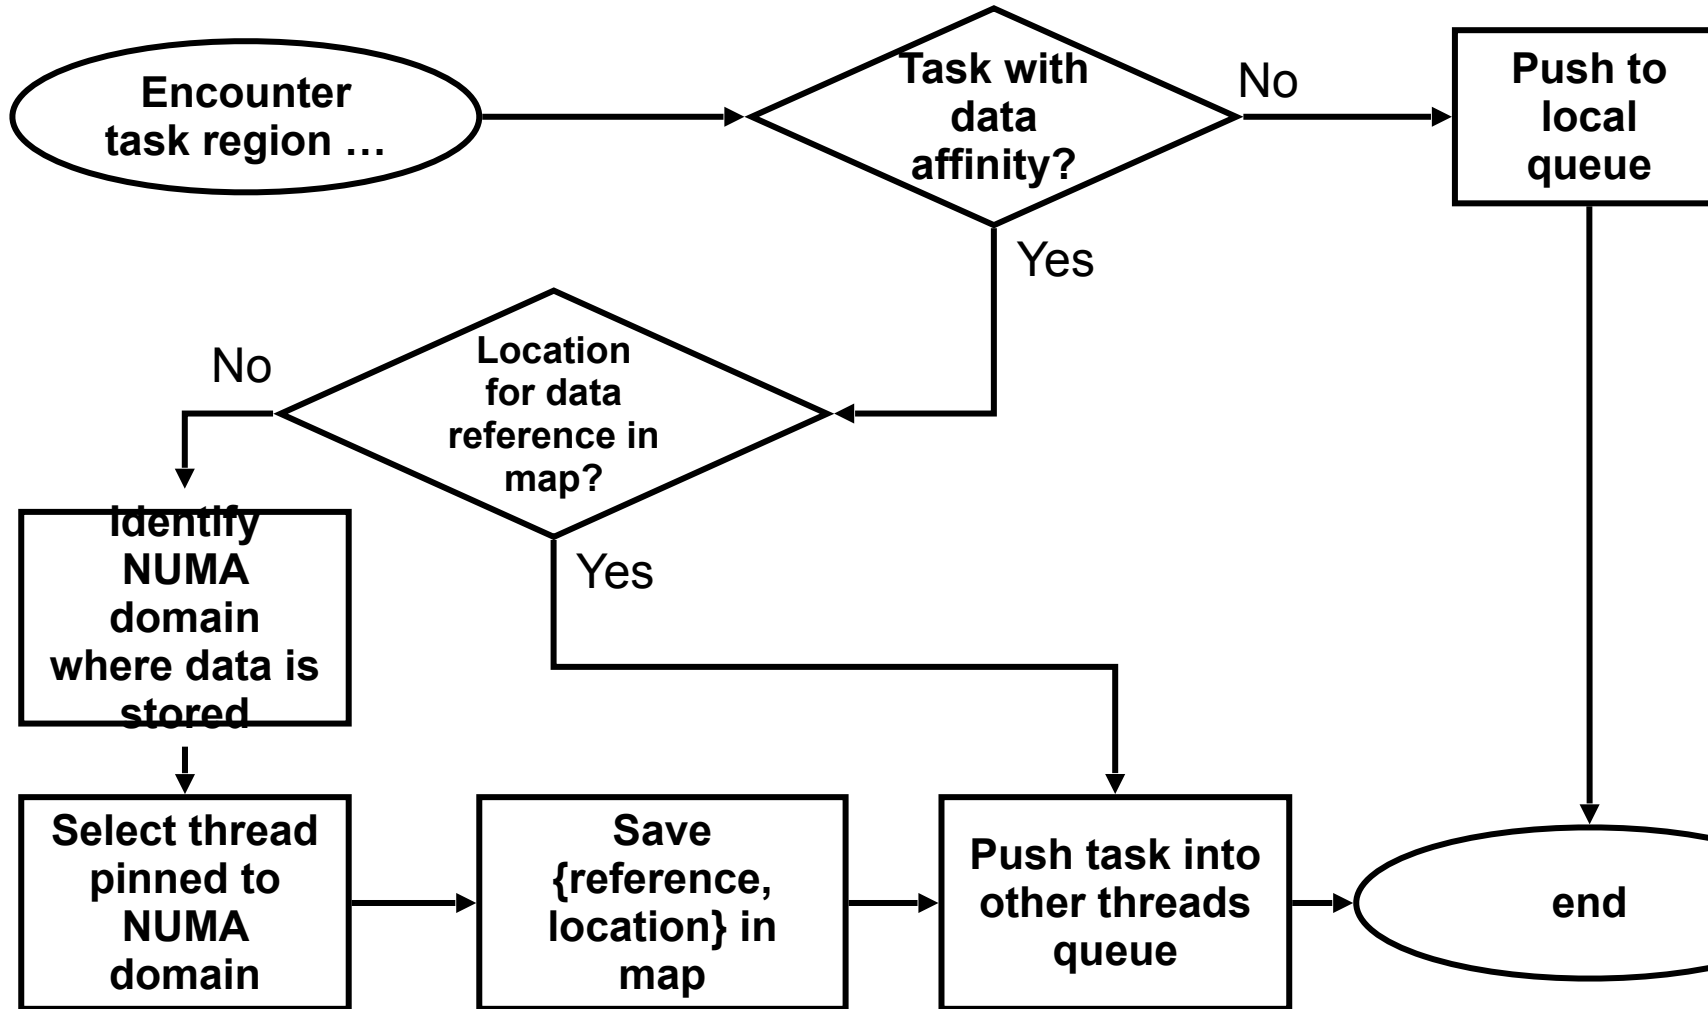 Encounter
task region …
Task with
data
affinity?
No
Push to
local
queue
Yes
Location
for data
reference in
map?
No
Yes
Identify
NUMA
domain
where data is
stored
Select thread
pinned to
NUMA
domain
Save
{reference,
location} in
map
Push task into
other threads
queue
end